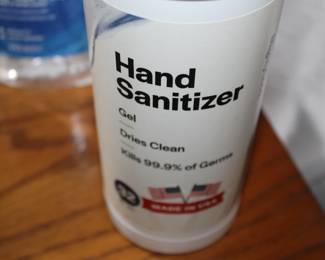 Hand
Sanitizer
Gel
Dries Clean
Kills 99.9% of Germs
MADE IN USA